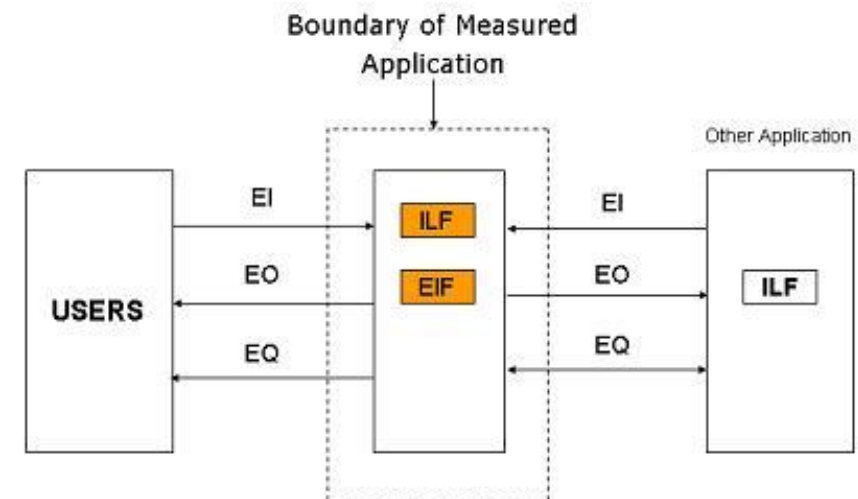 Boundary of Measured
Application
Other Application
EI
EI
ILF
EO
EIF
EO
ILF
USERS
EQ
EQ